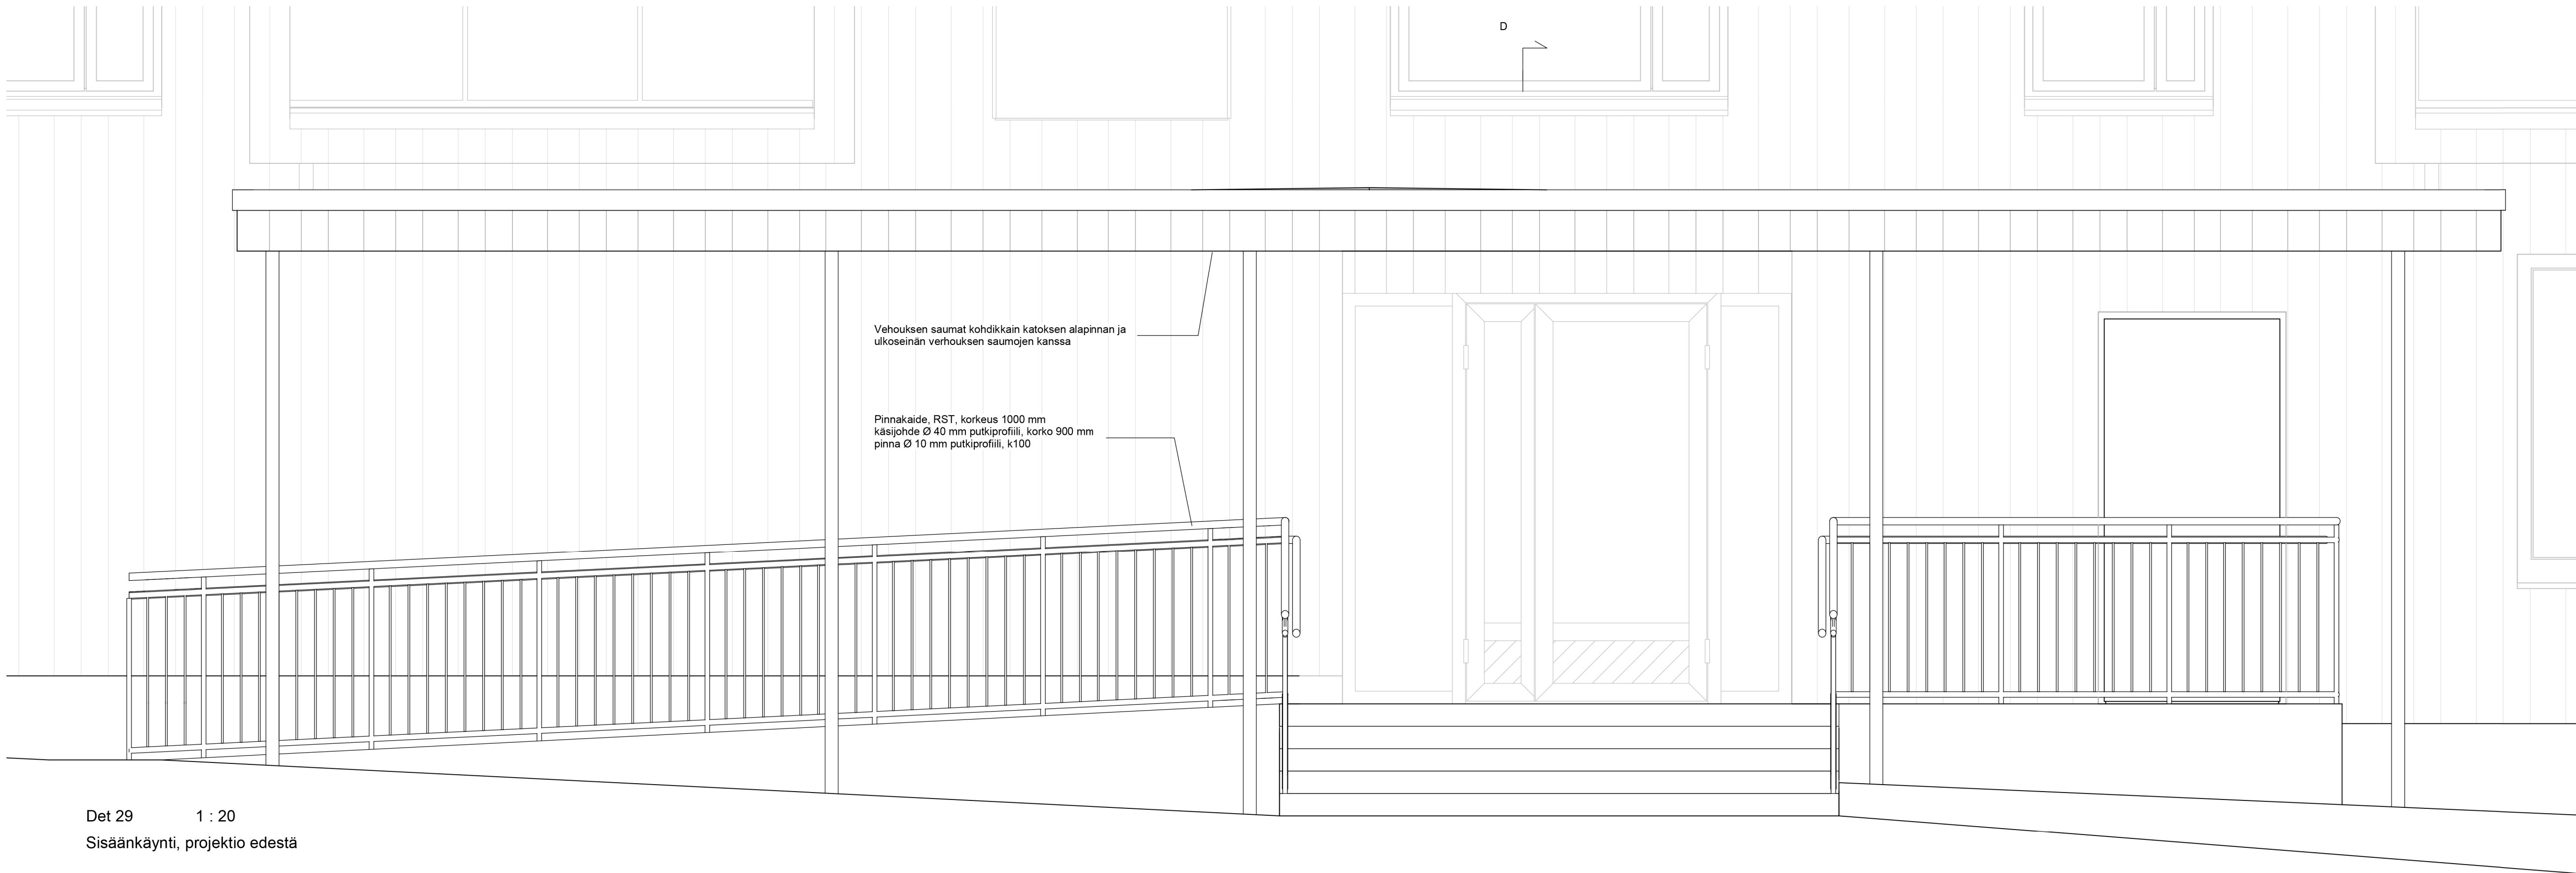 D
Vehouksen saumat kohdikkain katoksen alapinnan ja
ulkoseinän verhouksen saumojen kanssa
Pinnakaide, RST, korkeus 1000 mm
käsijohde Ø 40 mm putkiprofiili, korko 900 mm
pinna Ø 10 mm putkiprofiili, k100
Det 29 1 : 20
Sisäänkäynti, projektio edestä